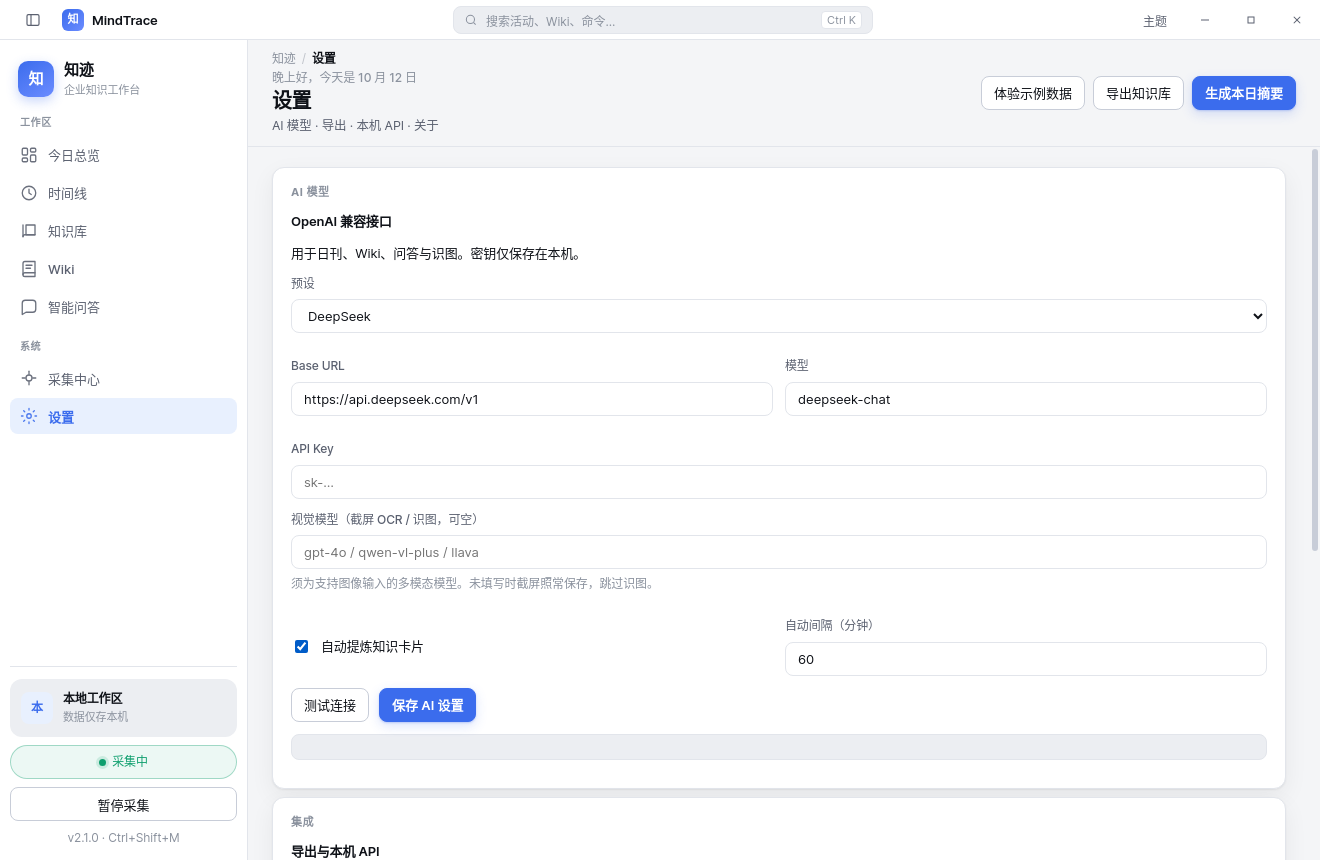 知 MindTrace
搜索活动、Wiki、命令... Ctrl K
主题
知
知迹
企业知识工作台
工作区
今日总览
时间线
知识库
Wiki
智能问答
系统
采集中心
设置
本
本地工作区
数据仅存本机
采集中
暂停采集
v2.1.0 · Ctrl+Shift+M
知迹 / 设置
晚上好，今天是 10 月 12 日
设置
AI 模型 · 导出 · 本机 API · 关于
体验示例数据 导出知识库 生成本日摘要
AI 模型
OpenAI 兼容接口
用于日刊、Wiki、问答与识图。密钥仅保存在本机。
预设
DeepSeek
Base URL 模型
https://api.deepseek.com/v1 deepseek-chat
API Key
sk-...
视觉模型（截屏 OCR / 识图，可空）
gpt-4o / qwen-vl-plus / llava
须为支持图像输入的多模态模型。未填写时截屏照常保存，跳过识图。
自动间隔（分钟）
自动提炼知识卡片
60
测试连接 保存 AI 设置
集成
导出与本机 API